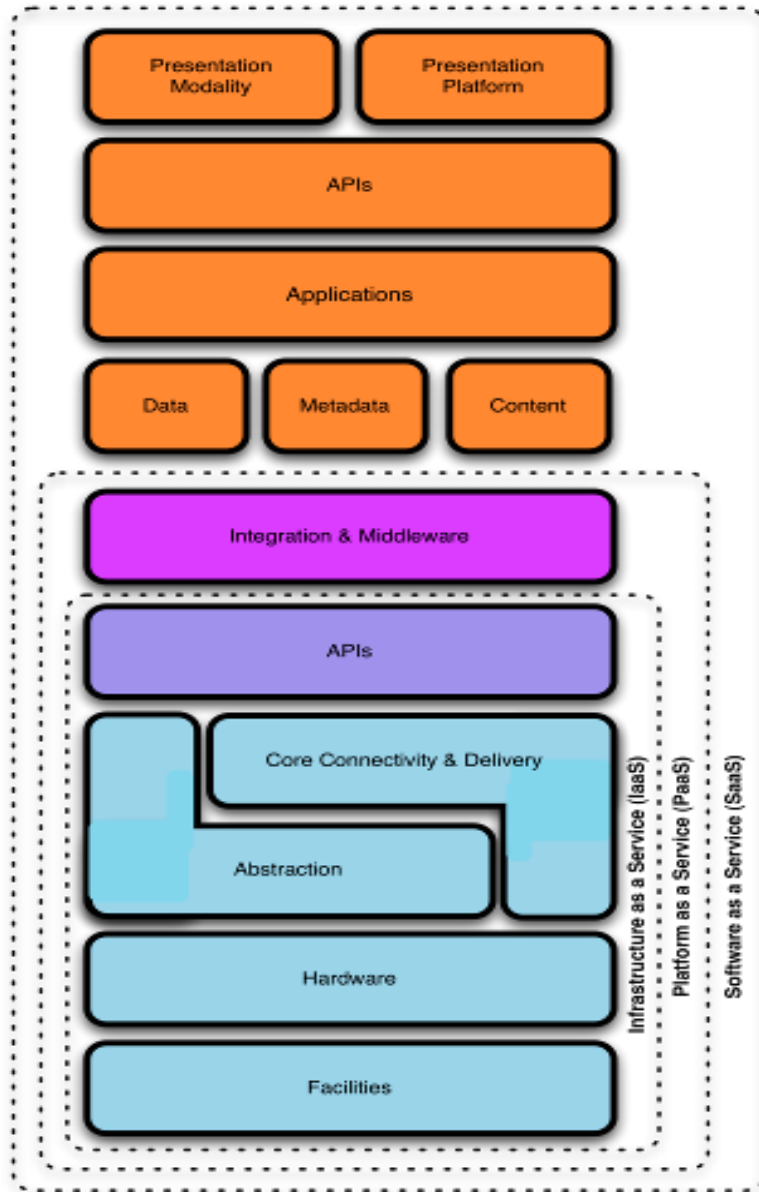 Presentation
Modality
Presentation
Platform
APIs
Applications
Data
Metadata
Content
Integration & Middleware
APIs
Core Connectivity & Delivery
Abstraction
Hardware
Facilities
Infrastructure as a Service (IaaS)
Platform as a Service (PaaS)
Software as a Service (SaaS)